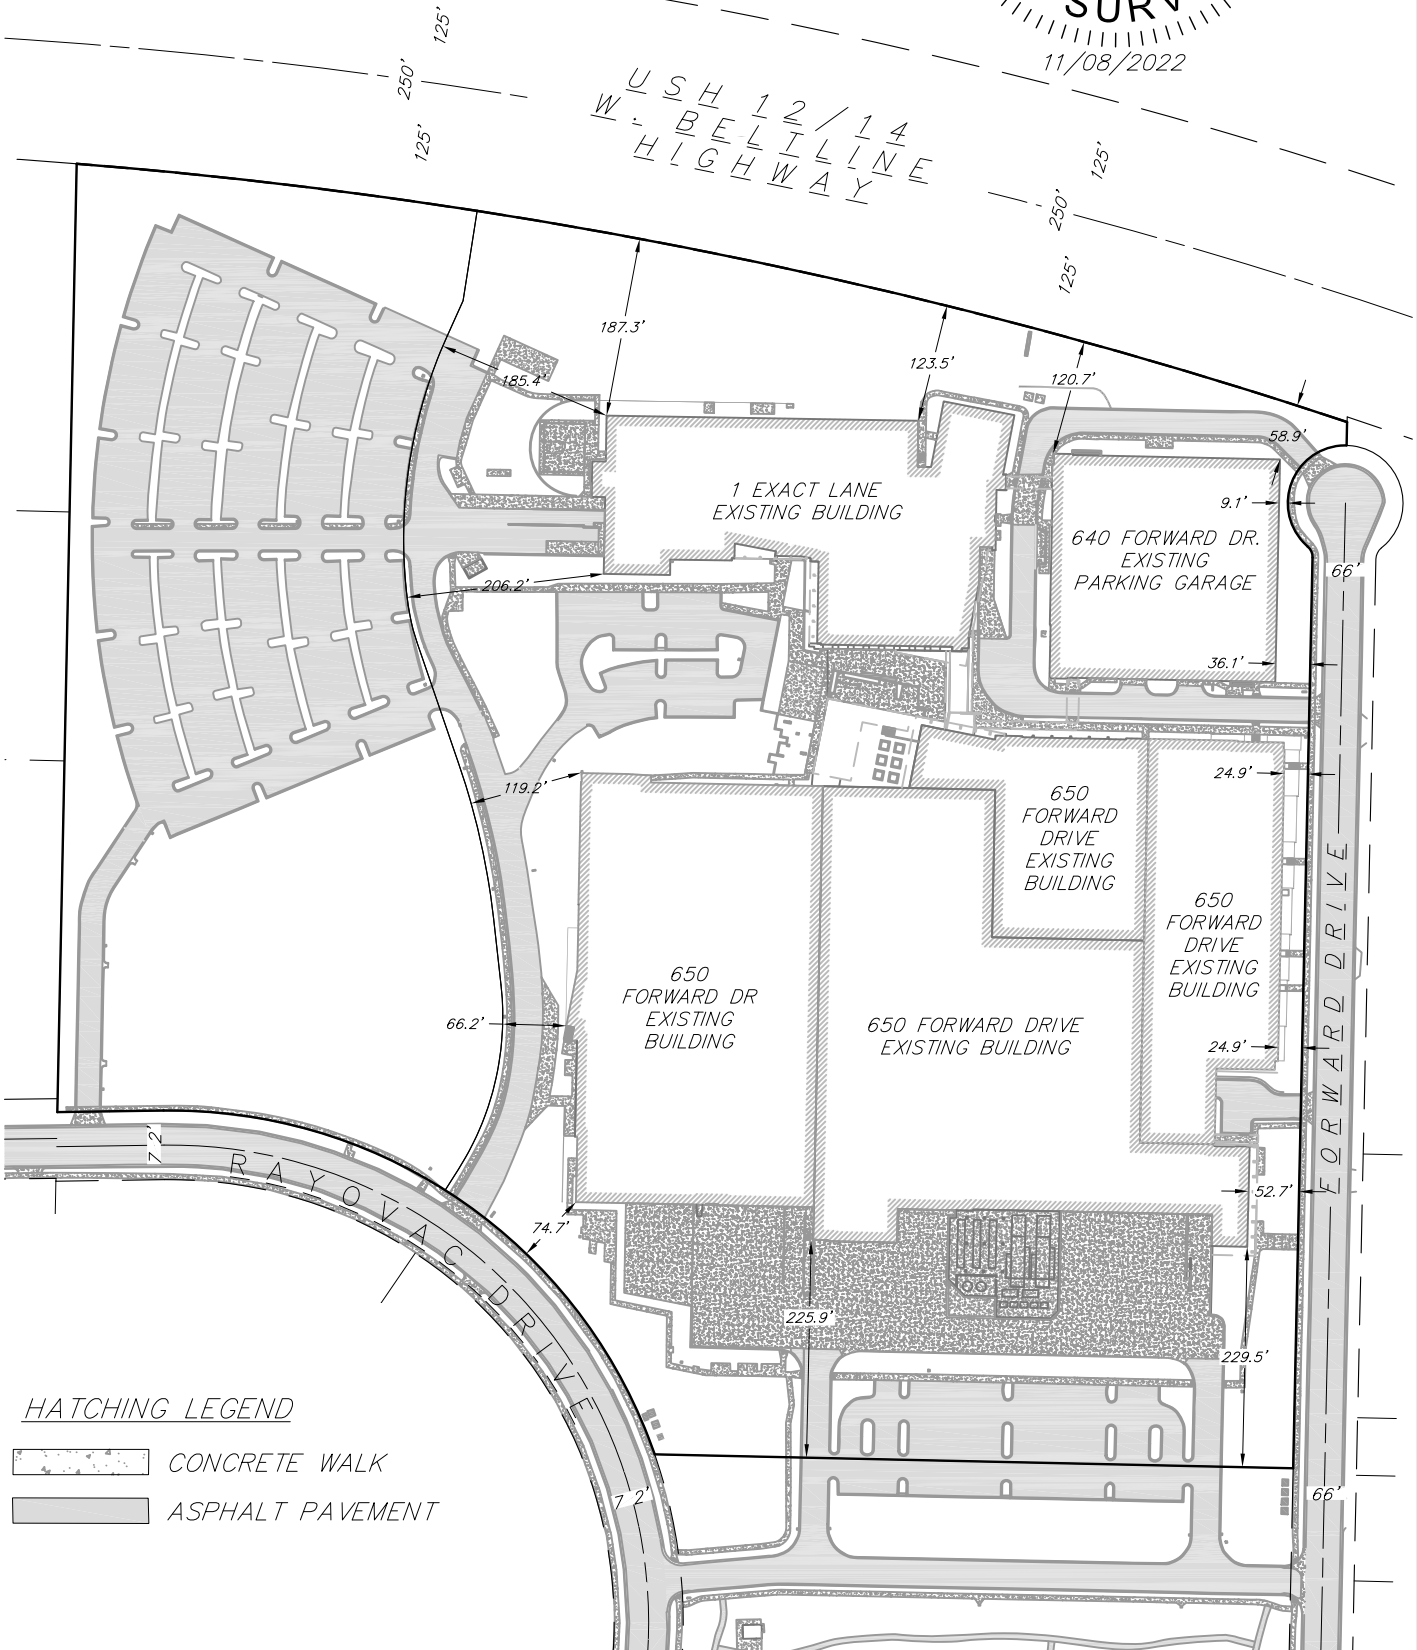 SURV
11/08/2022
125'
250'
125'
USH 12/14
W. BELTLINE
HIGHWAY
125'
250'
125'
187.3'
185.4'
123.5'
120.7'
58.9'
9.1'
66'
1 EXACT LANE
EXISTING BUILDING
640 FORWARD DR.
EXISTING
PARKING GARAGE
206.2'
36.1'
119.2'
24.9'
650
FORWARD
DRIVE
EXISTING
BUILDING
650
FORWARD
DRIVE
EXISTING
BUILDING
650
FORWARD DR
EXISTING
BUILDING
650 FORWARD DRIVE
EXISTING BUILDING
66.2'
24.9'
FORWARD DRIVE
72'
RAYOVAC DRIVE
74.7'
52.7'
225.9'
229.5'
72'
66'
HATCHING LEGEND
CONCRETE WALK
ASPHALT PAVEMENT